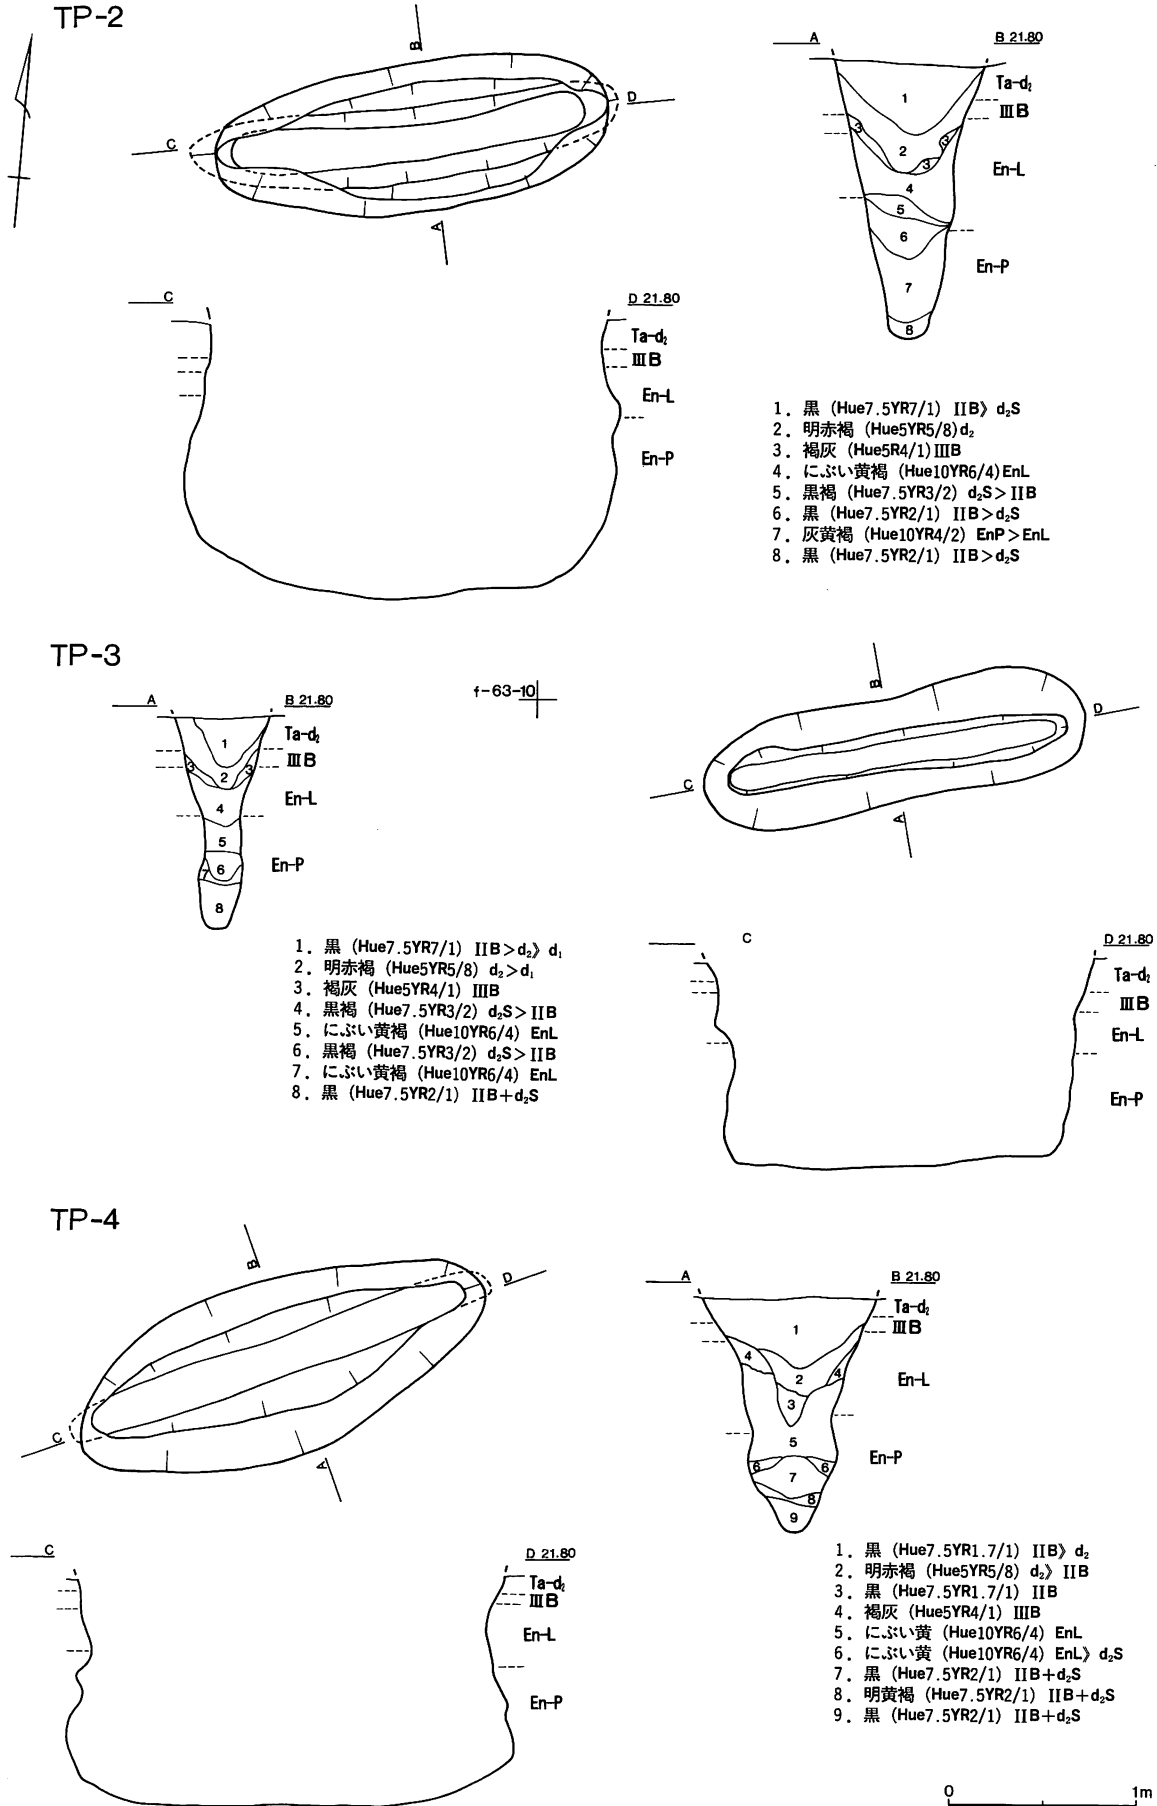 TP-2
B
A
C
D
A
B 21.80
Ta-d₂
ⅢB
En-L
En-P
1
2
3
3
3
4
5
6
7
8
C
D 21.80
Ta-d₂
ⅢB
En-L
En-P
1. 黒 (Hue7.5YR7/1) ⅡB》d₂S
2. 明赤褐 (Hue5YR5/8) d₂
3. 褐灰 (Hue5R4/1) ⅢB
4. にぶい黄褐 (Hue10YR6/4) EnL
5. 黒褐 (Hue7.5YR3/2) d₂S>ⅡB
6. 黒 (Hue7.5YR2/1) ⅡB>d₂S
7. 灰黄褐 (Hue10YR4/2) EnP>EnL
8. 黒 (Hue7.5YR2/1) ⅡB>d₂S
TP-3
A
B 21.80
Ta-d₂
ⅢB
En-L
En-P
1
2
3
3
4
5
6
7
8
f-63-10
B
A
C
D
1. 黒 (Hue7.5YR7/1) ⅡB>d₂》d₁
2. 明赤褐 (Hue5YR5/8) d₂>d₁
3. 褐灰 (Hue5YR4/1) ⅢB
4. 黒褐 (Hue7.5YR3/2) d₂S>ⅡB
5. にぶい黄褐 (Hue10YR6/4) EnL
6. 黒褐 (Hue7.5YR3/2) d₂S>ⅡB
7. にぶい黄褐 (Hue10YR6/4) EnL
8. 黒 (Hue7.5YR2/1) ⅡB+d₂S
C
D 21.80
Ta-d₂
ⅢB
En-L
En-P
TP-4
B
A
C
D
A
B 21.80
Ta-d₂
ⅢB
En-L
En-P
1
2
3
4
4
5
6
6
7
8
9
C
D 21.80
Ta-d₂
ⅢB
En-L
En-P
1. 黒 (Hue7.5YR1.7/1) ⅡB》d₂
2. 明赤褐 (Hue5YR5/8) d₂》ⅡB
3. 黒 (Hue7.5YR1.7/1) ⅡB
4. 褐灰 (Hue5YR4/1) ⅢB
5. にぶい黄 (Hue10YR6/4) EnL
6. にぶい黄 (Hue10YR6/4) EnL》d₂S
7. 黒 (Hue7.5YR2/1) ⅡB+d₂S
8. 明黄褐 (Hue7.5YR2/1) ⅡB+d₂S
9. 黒 (Hue7.5YR2/1) ⅡB+d₂S
0 1m